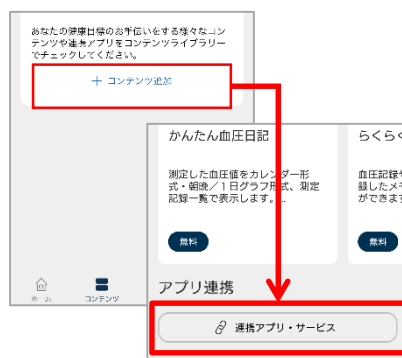 あなたの健康目標のお手伝いをする様々なコン
テンツや連携アプリをコンテンツライブラリー
でチェックしてください。
＋ コンテンツ追加
ホーム
コンテンツ
かんたん血圧日記
測定した血圧値をカレンダー形
式・朝晩／１日グラフ形式、測定
記録一覧で表示します。...
無料
らくらく
血圧記録や
録したメモ
ができます
無料
アプリ連携
連携アプリ・サービス